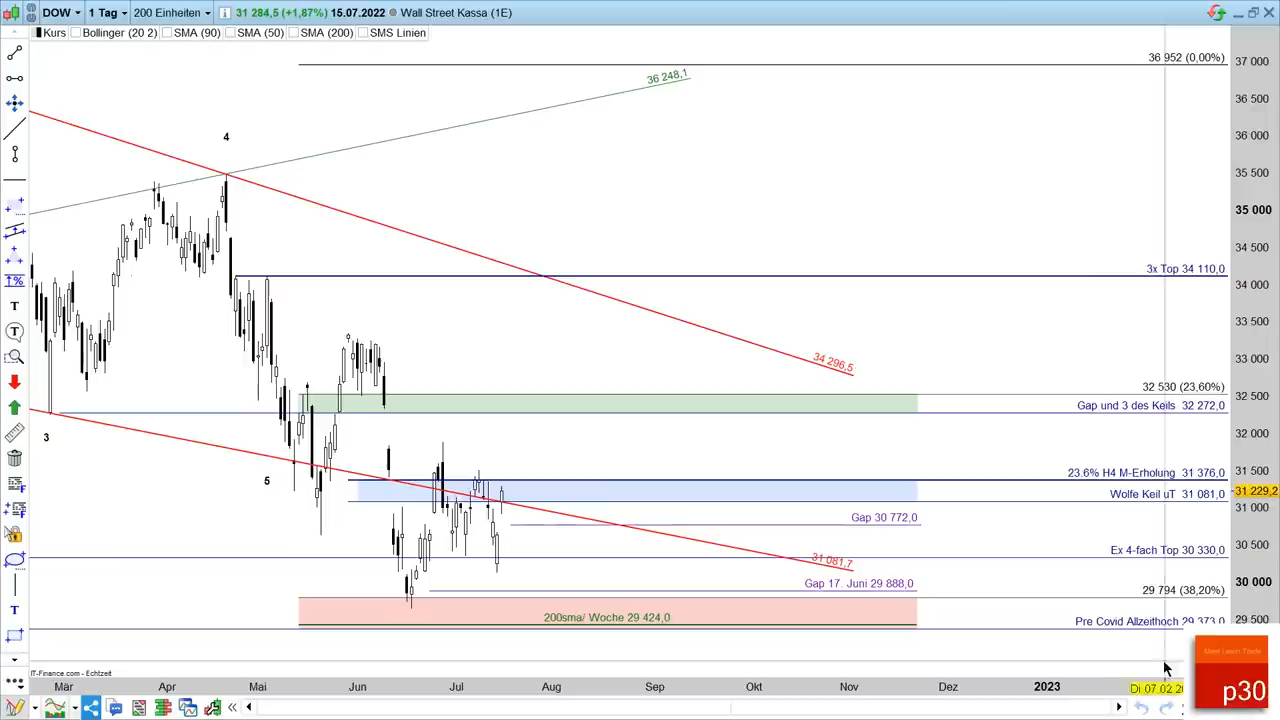 DOW 1 Tag 200 Einheiten i 31 284,5 (+1,87%) 15.07.2022 Wall Street Kassa (1E)
Kurs Bollinger (20 2) SMA (90) SMA (50) SMA (200) SMS Linien
36 952 (0,00%)
37 000
36 248,1
36 500
36 000
4
35 500
35 000
34 500
3x Top 34 110,0
34 000
33 500
34 296,5
33 000
32 530 (23,60%)
32 500
Gap und 3 des Keils 32 272,0
3
32 000
5
23.6% H4 M-Erholung 31 376,0
31 500
31 229,2
Wolfe Keil uT 31 081,0
31 000
Gap 30 772,0
Ex 4-fach Top 30 330,0
30 500
31 081,7
Gap 17. Juni 29 888,0
30 000
29 794 (38,20%)
200sma/ Woche 29 424,0
Pre Covid Allzeithoch 29 373,0
29 500
IT-Finance.com - Echtzeit
Mär Apr Mai Jun Jul Aug Sep Okt Nov Dez 2023
Di 07.02.20
p30